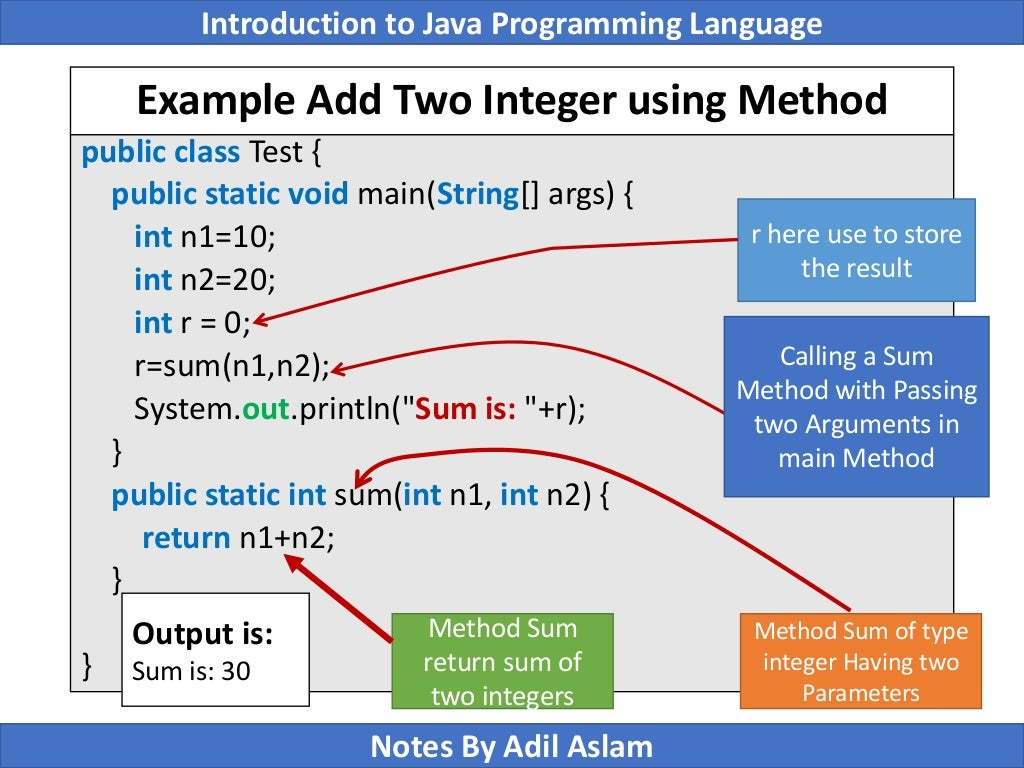 Introduction to Java Programming Language
Example Add Two Integer using Method
public class Test {
public static void main(String[] args) {
int n1=10;
int n2=20;
int r = 0;
r=sum(n1,n2);
System.out.println("Sum is: "+r);
}
public static int sum(int n1, int n2) {
return n1+n2;
}
}
r here use to store
the result
Calling a Sum
Method with Passing
two Arguments in
main Method
Output is:
Sum is: 30
Method Sum
return sum of
two integers
Method Sum of type
integer Having two
Parameters
Notes By Adil Aslam